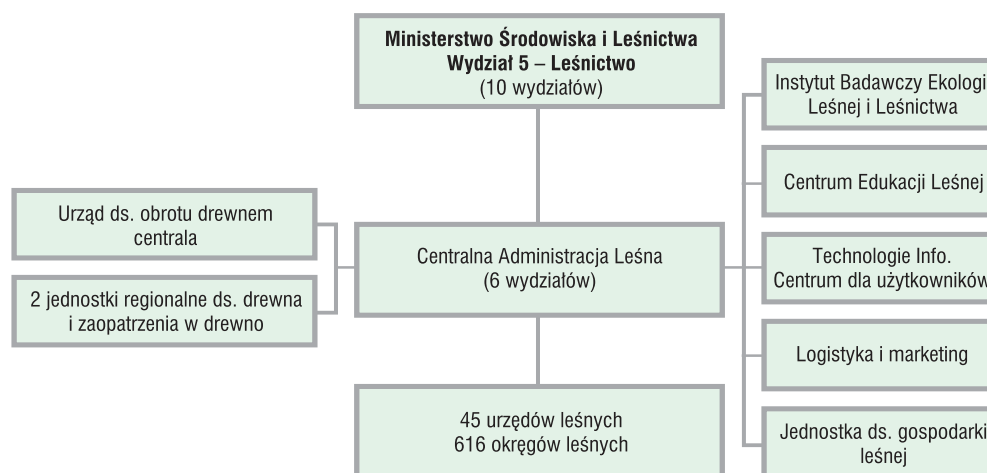 Ministerstwo Środowiska i Leśnictwa
Wydział 5 – Leśnictwo
(10 wydziałów)
Urząd ds. obrotu drewnem
centrala
2 jednostki regionalne ds. drewna
i zaopatrzenia w drewno
Centralna Administracja Leśna
(6 wydziałów)
45 urzędów leśnych
616 okręgów leśnych
Instytut Badawczy Ekologi
Leśnej i Leśnictwa
Centrum Edukacji Leśnej
Technologie Info.
Centrum dla użytkowników
Logistyka i marketing
Jednostka ds. gospodarki
leśnej